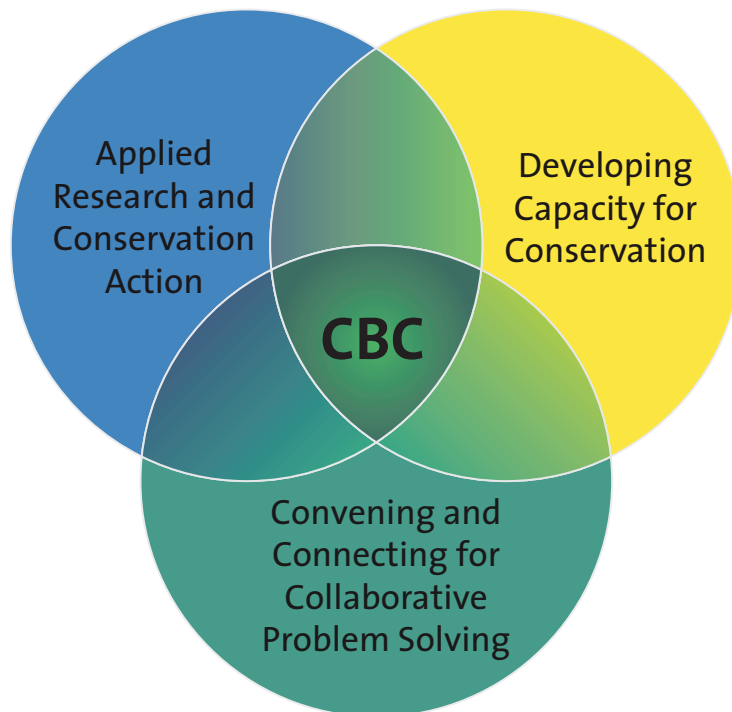 Applied
Research and
Conservation
Action
Developing
Capacity for
Conservation
CBC
Convening and
Connecting for
Collaborative
Problem Solving